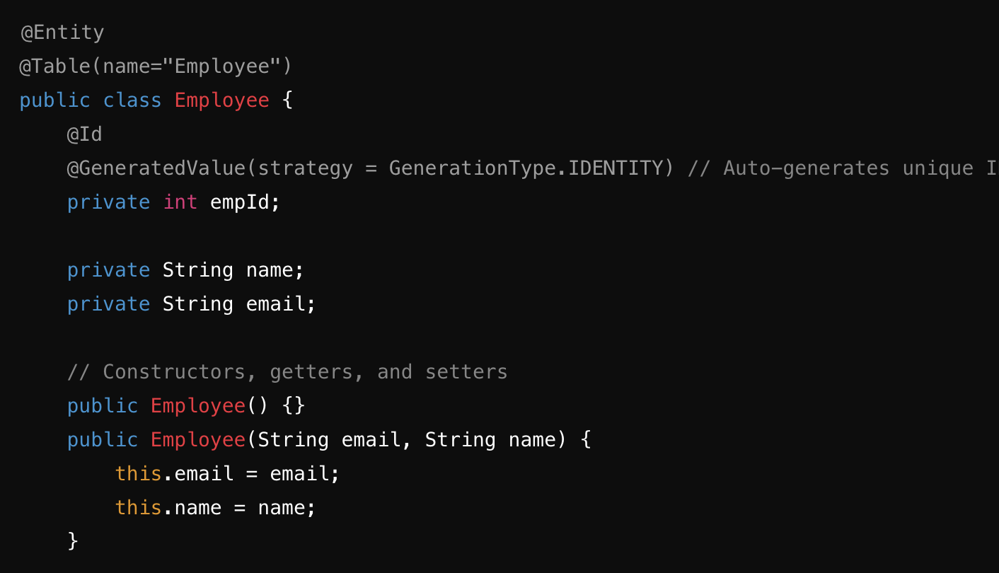 @Entity
@Table(name="Employee")
public class Employee {
    @Id
    @GeneratedValue(strategy = GenerationType.IDENTITY) // Auto-generates unique I
    private int empId;

    private String name;
    private String email;

    // Constructors, getters, and setters
    public Employee() {}
    public Employee(String email, String name) {
        this.email = email;
        this.name = name;
    }